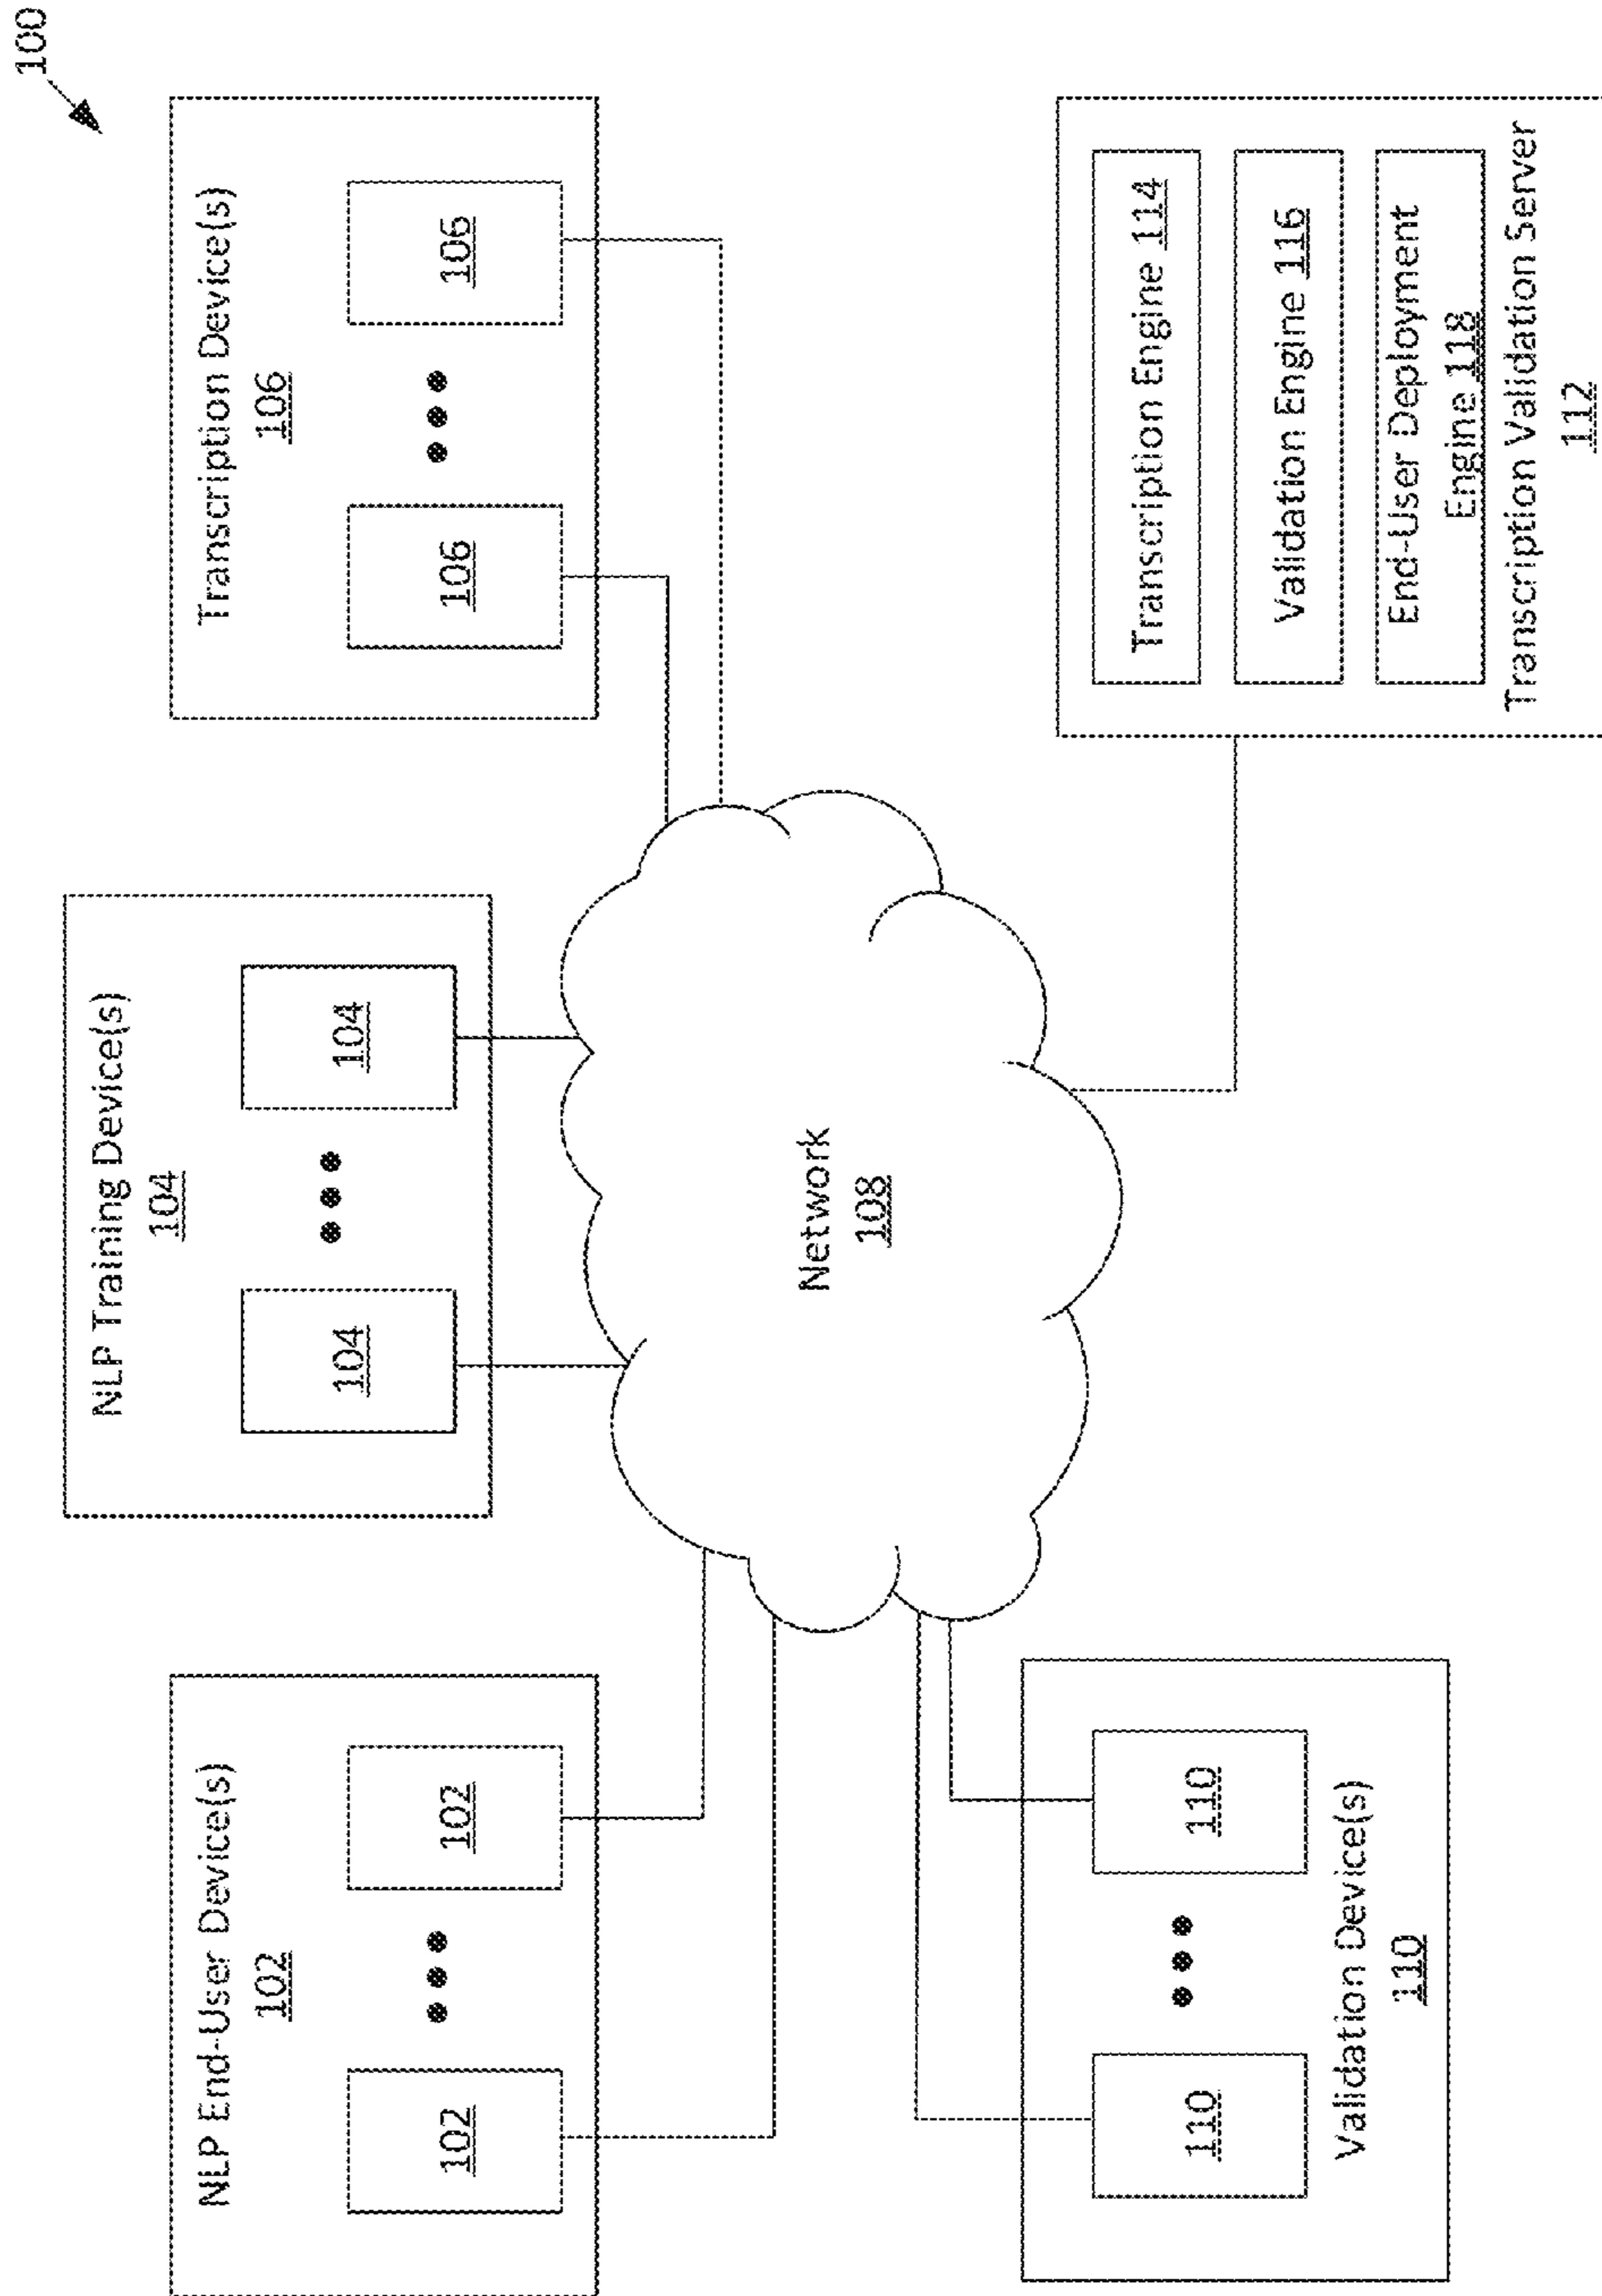 100
NLP End-User Device(s)
102
102
102
NLP Training Device(s)
104
104
104
Transcription Device(s)
106
106
106
Network
108
110
110
Validation Device(s)
110
Transcription Engine 114
Validation Engine 116
End-User Deployment
Engine 118
Transcription Validation Server
112